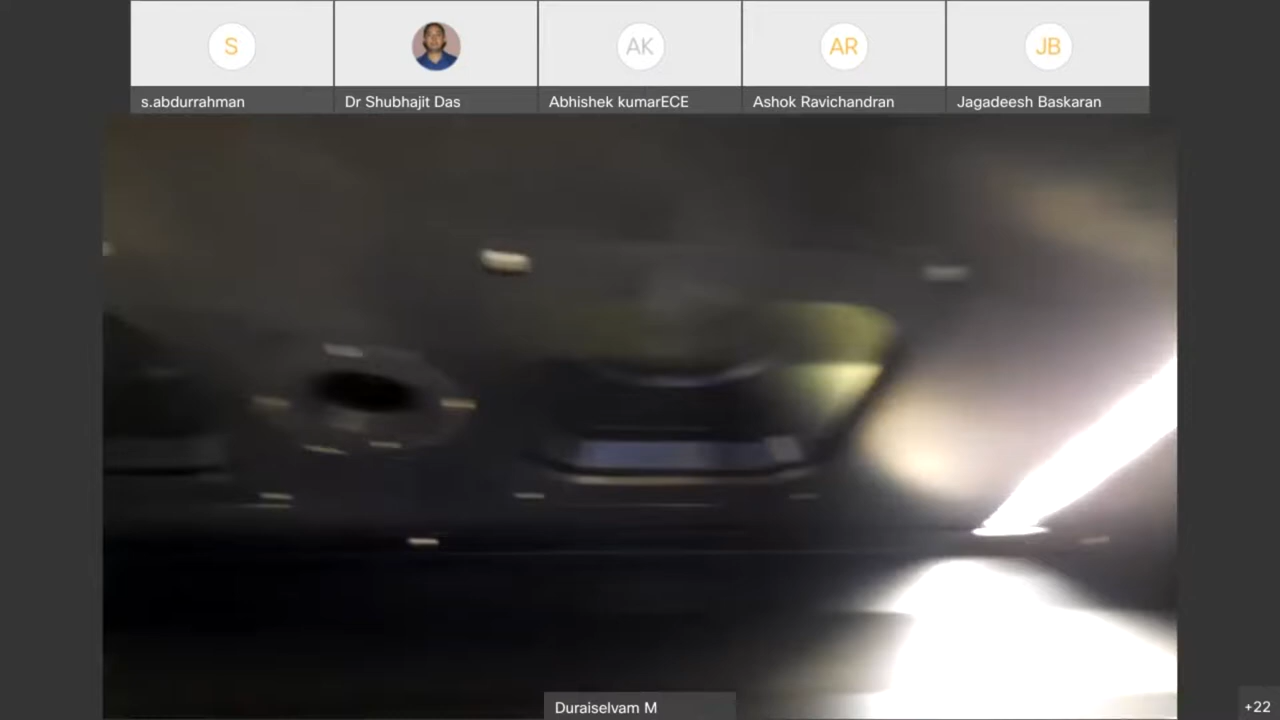 S
AK
AR
JB
s.abdurrahman
Dr Shubhajit Das
Abhishek kumarECE
Ashok Ravichandran
Jagadeesh Baskaran
Duraiselvam M
+22